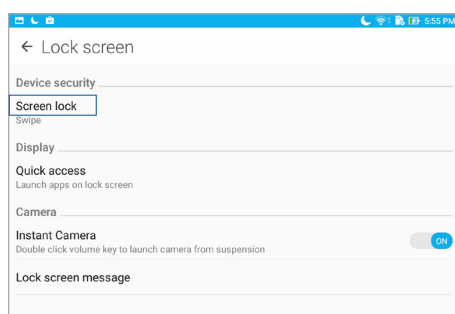 5:55 PM
Lock screen
Device security
Screen lock
Swipe
Display
Quick access
Launch apps on lock screen
Camera
Instant Camera
Double click volume key to launch camera from suspension
ON
Lock screen message